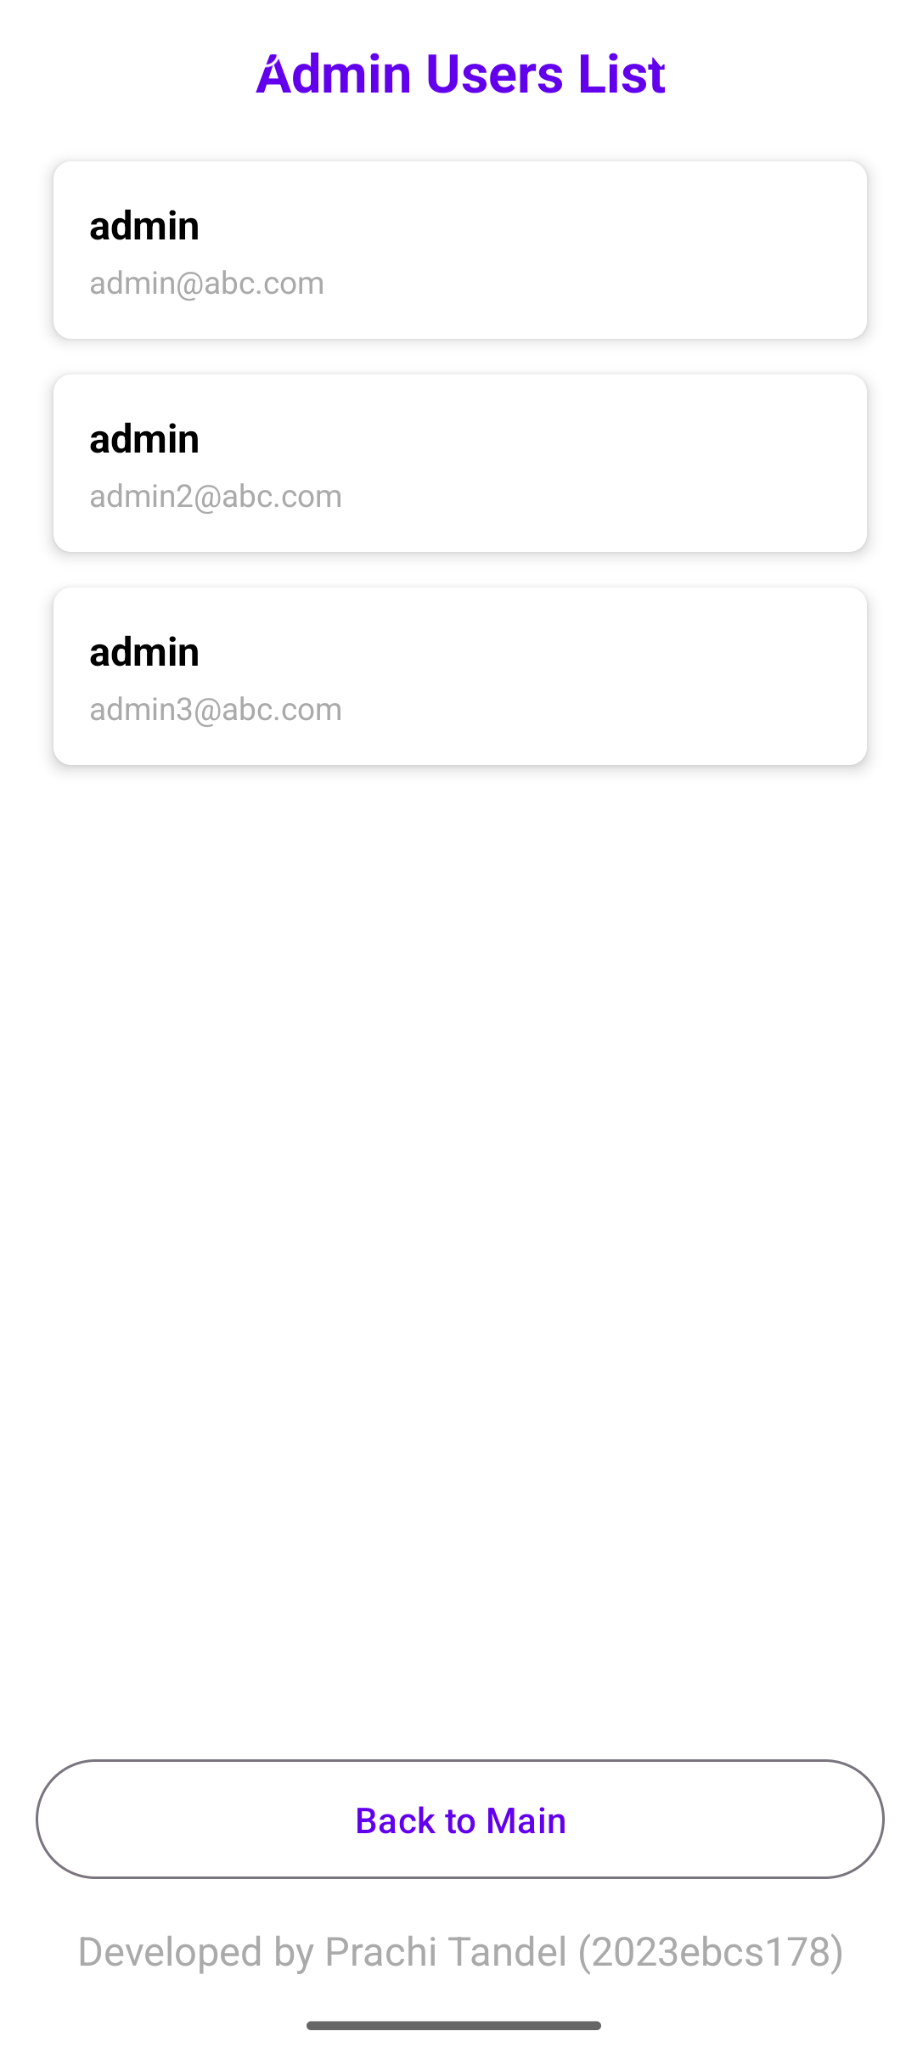 Admin Users List
admin
admin@abc.com
admin
admin2@abc.com
admin
admin3@abc.com
Back to Main
Developed by Prachi Tandel (2023ebcs178)